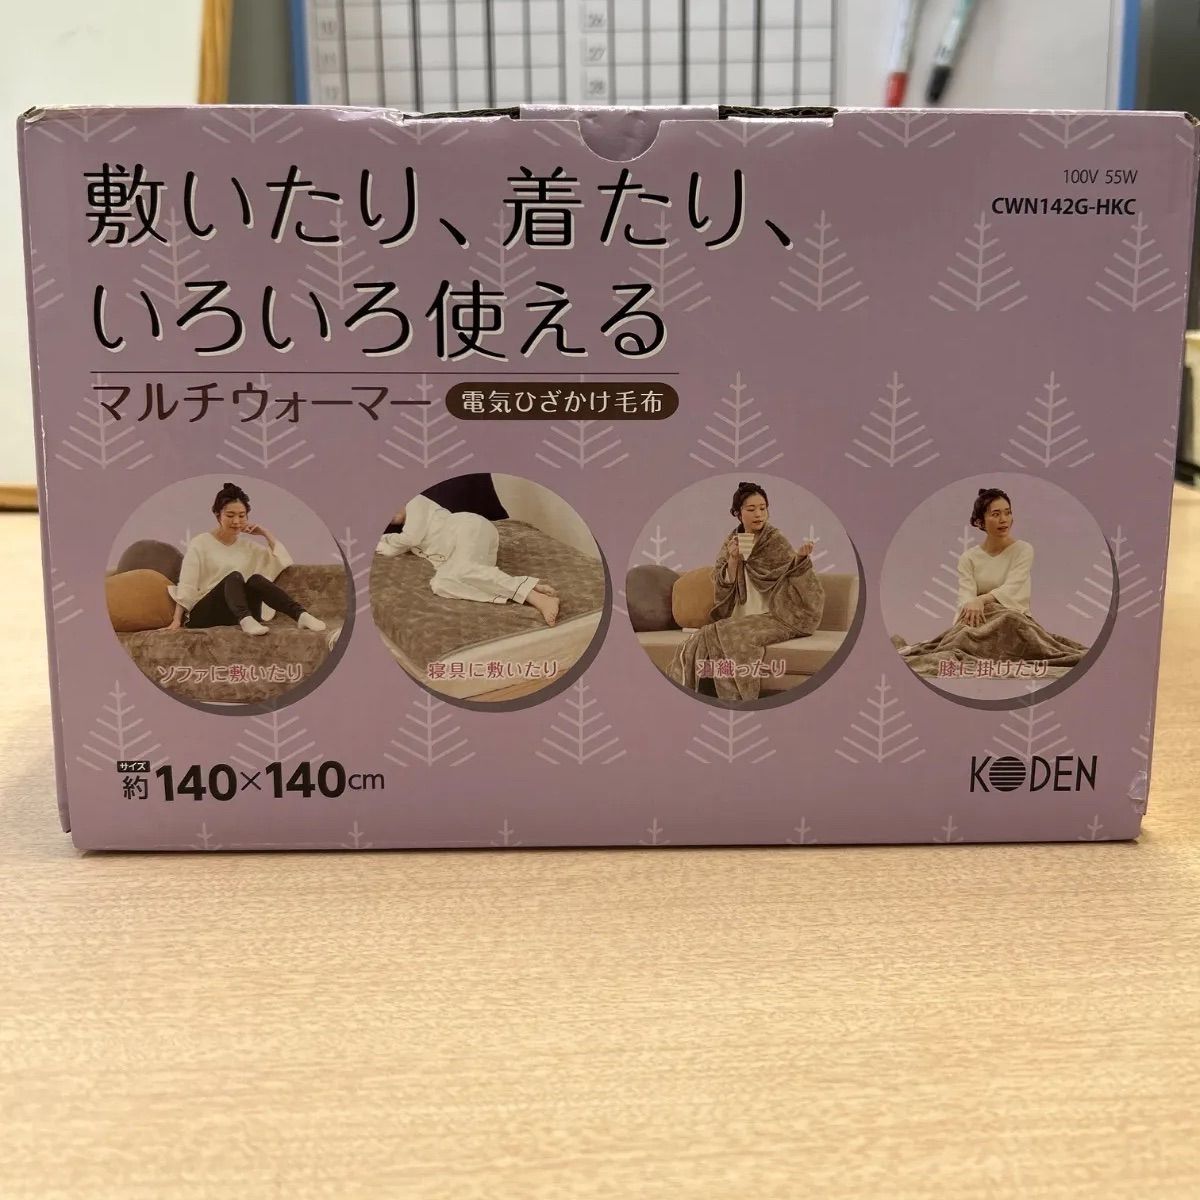 敷いたり、着たり、
いろいろ使える
マルチウォーマー 電気ひざかけ毛布
100V 55W
CWN142G-HKC
ソファに敷いたり
寝具に敷いたり
羽織ったり
膝に掛けたり
サイズ
約140×140cm
KODEN
26
27
28